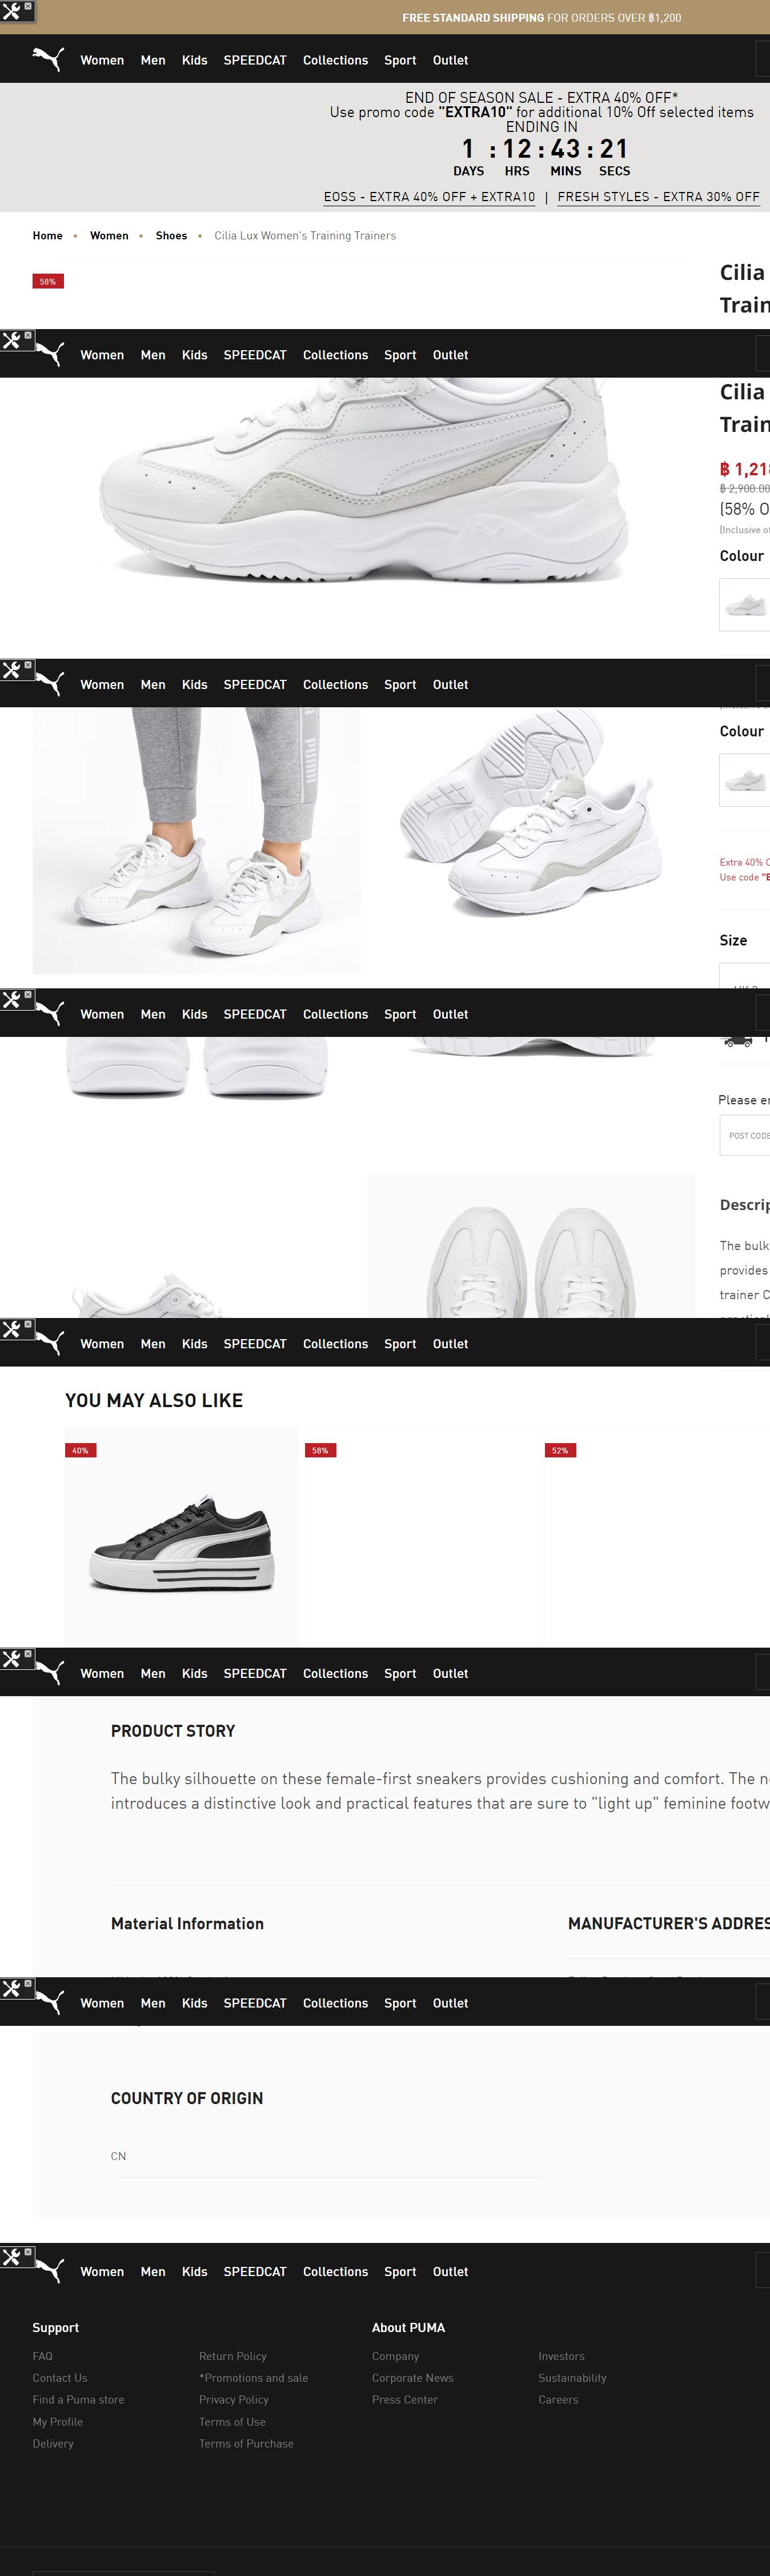 FREE STANDARD SHIPPING FOR ORDERS OVER ฿1,200
Women Men Kids SPEEDCAT Collections Sport Outlet
END OF SEASON SALE - EXTRA 40% OFF*
Use promo code "EXTRA10" for additional 10% Off selected items
ENDING IN
1 : 12 : 43 : 21
DAYS HRS MINS SECS
EOSS - EXTRA 40% OFF + EXTRA10 | FRESH STYLES - EXTRA 30% OFF
Home • Women • Shoes • Cilia Lux Women's Training Trainers
58%
Cilia
Train
Women Men Kids SPEEDCAT Collections Sport Outlet
Cilia
Train
฿ 1,218
฿ 2,900.00
(58% O
(Inclusive of
Colour
Women Men Kids SPEEDCAT Collections Sport Outlet
Colour
Extra 40% O
Use code "E
Size
Women Men Kids SPEEDCAT Collections Sport Outlet
Please en
POST CODE
Descrip
The bulk
provides
trainer C
Women Men Kids SPEEDCAT Collections Sport Outlet
YOU MAY ALSO LIKE
40%
58%
52%
Women Men Kids SPEEDCAT Collections Sport Outlet
PRODUCT STORY
The bulky silhouette on these female-first sneakers provides cushioning and comfort. The n
introduces a distinctive look and practical features that are sure to "light up" feminine footw
Material Information
MANUFACTURER'S ADDRES
Women Men Kids SPEEDCAT Collections Sport Outlet
COUNTRY OF ORIGIN
CN
Women Men Kids SPEEDCAT Collections Sport Outlet
Support
FAQ
Contact Us
Find a Puma store
My Profile
Delivery
Return Policy
*Promotions and sale
Privacy Policy
Terms of Use
Terms of Purchase
About PUMA
Company
Corporate News
Press Center
Investors
Sustainability
Careers